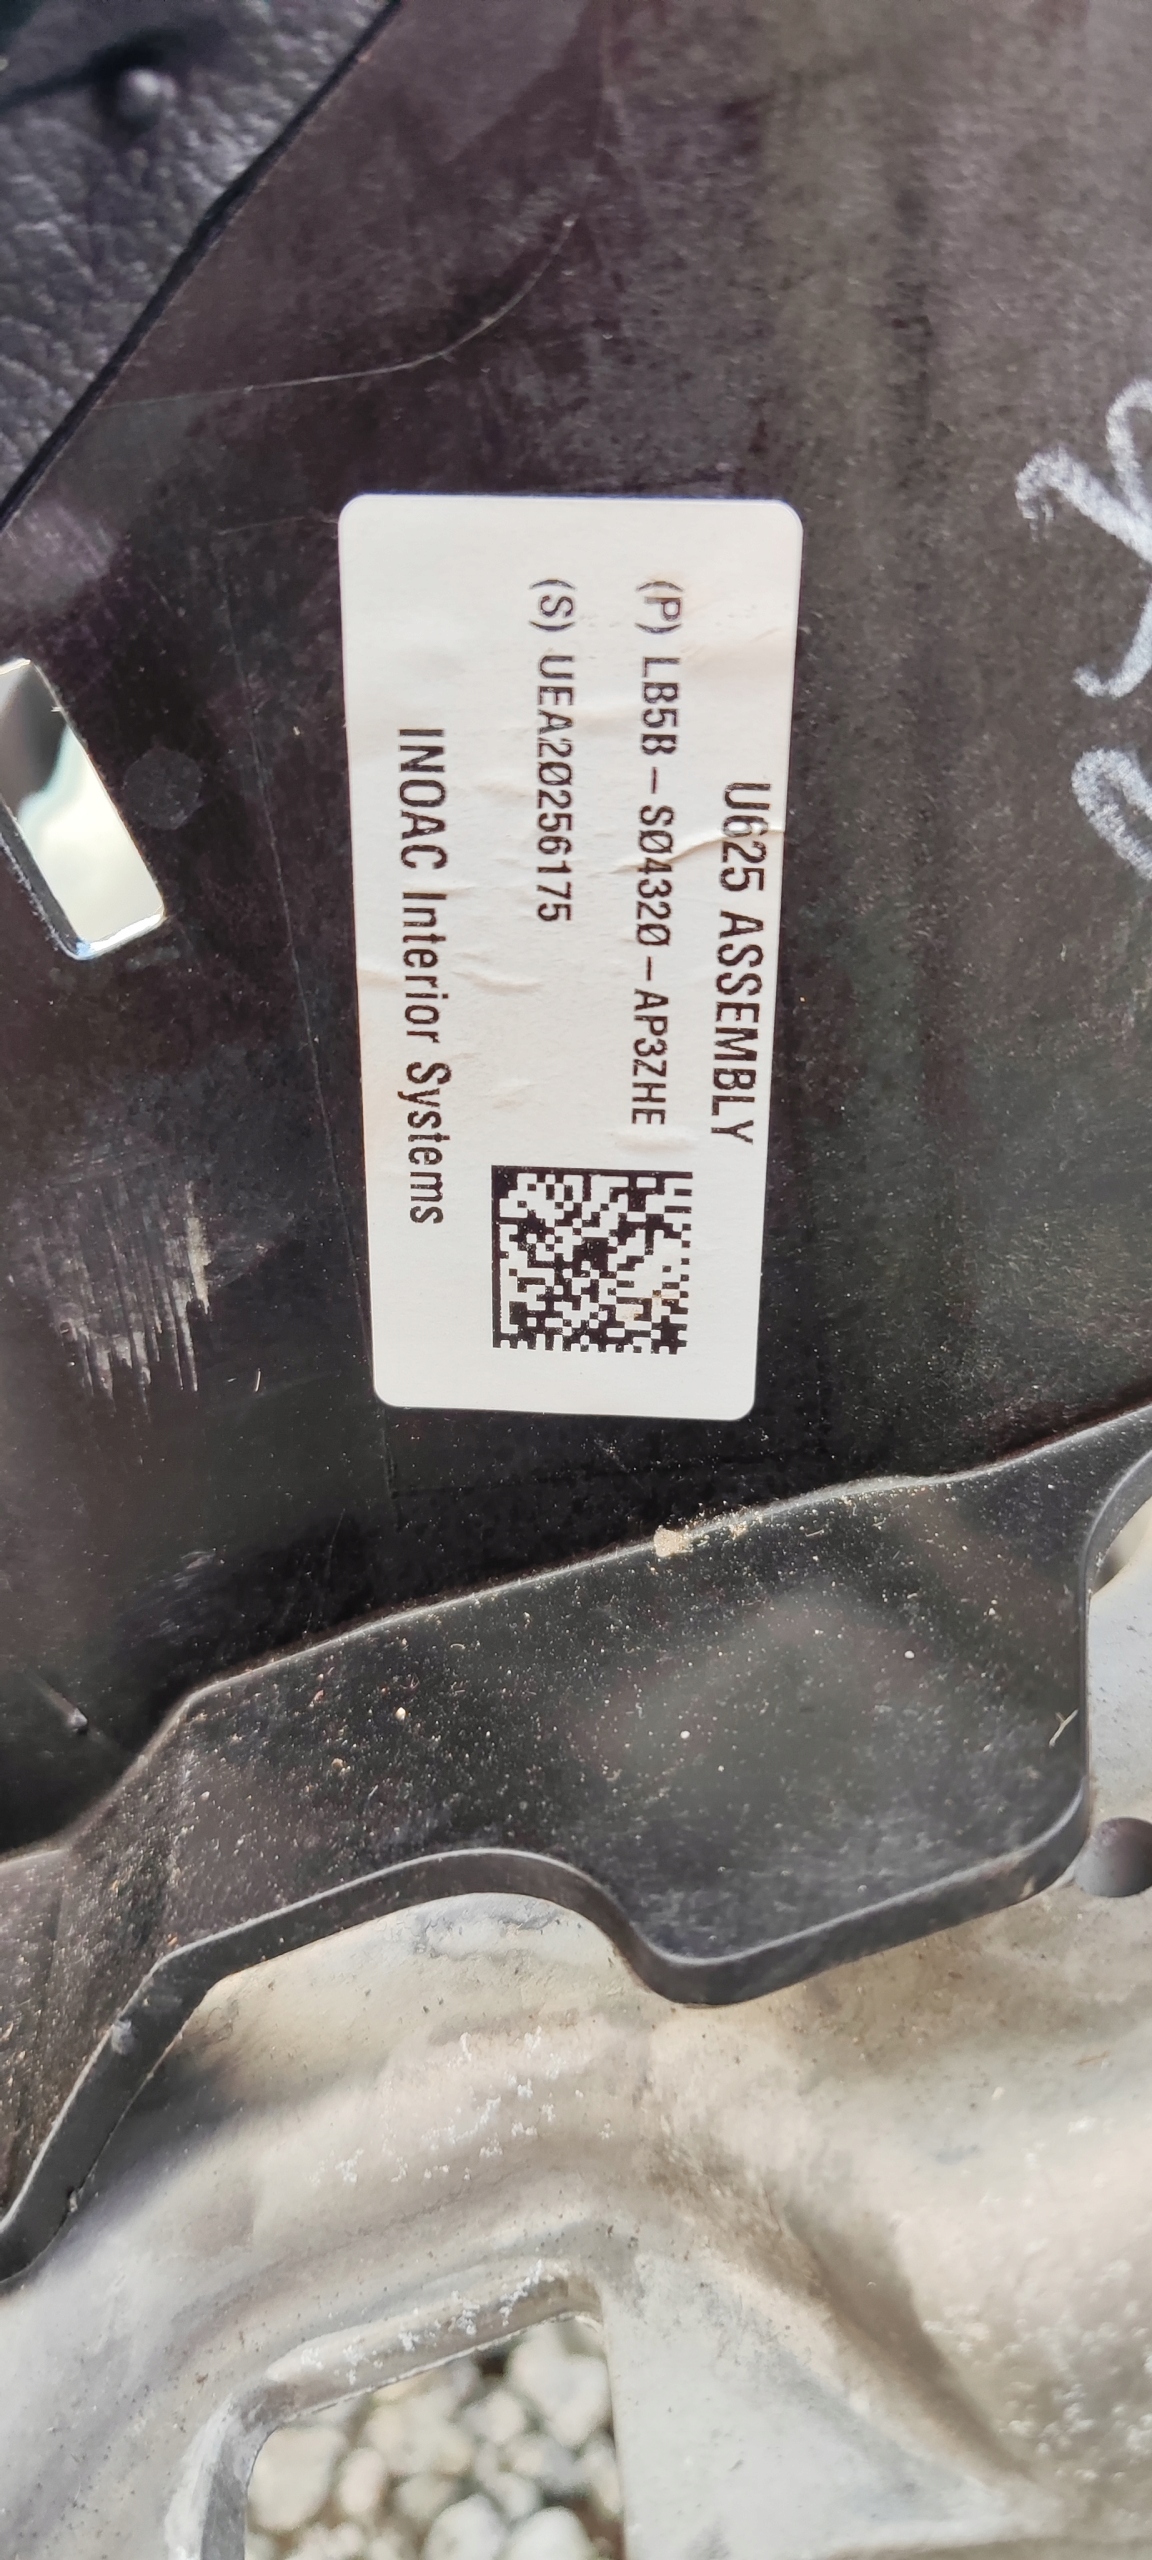 U625 ASSEMBLY
(P) LB5B-S04320-AP3ZHE
(S) UEA20256175
INOAC Interior Systems